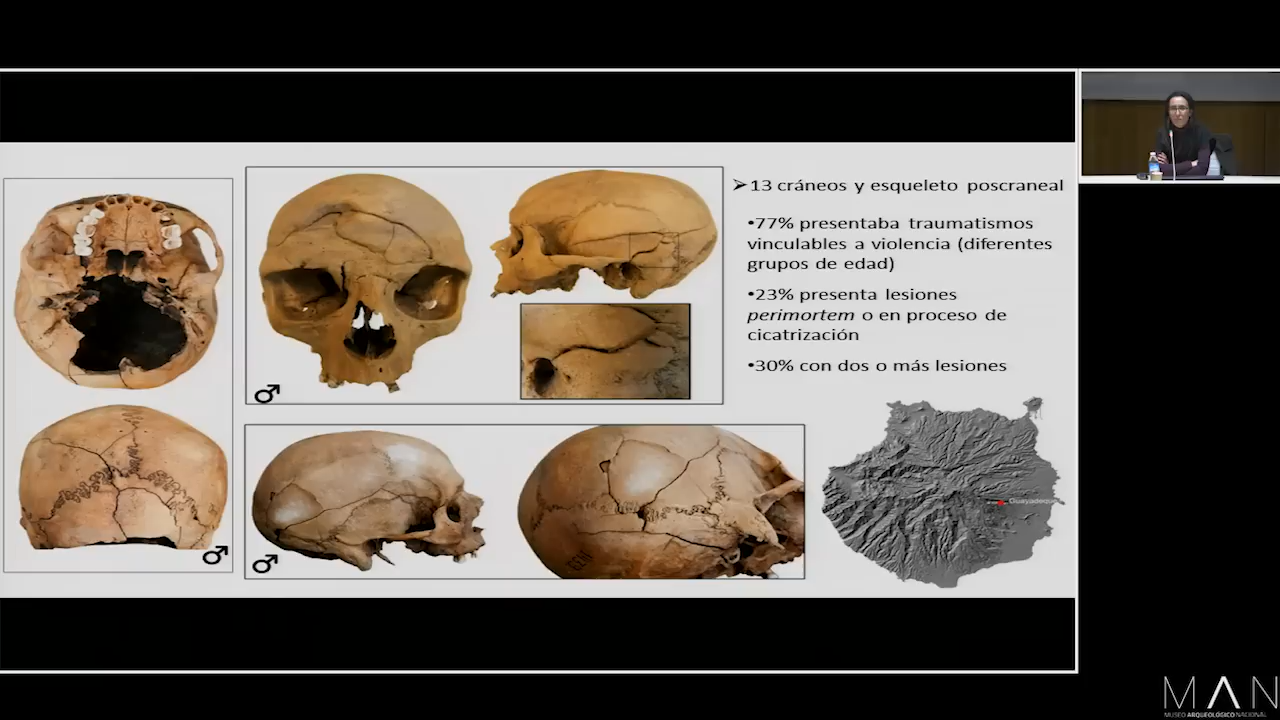 ➢13 cráneos y esqueleto poscraneal
•77% presentaba traumatismos
vinculables a violencia (diferentes
grupos de edad)
•23% presenta lesiones
perimortem o en proceso de
cicatrización
•30% con dos o más lesiones
Guayadeque
MAN
MUSEO ARQUEOLÓGICO NACIONAL